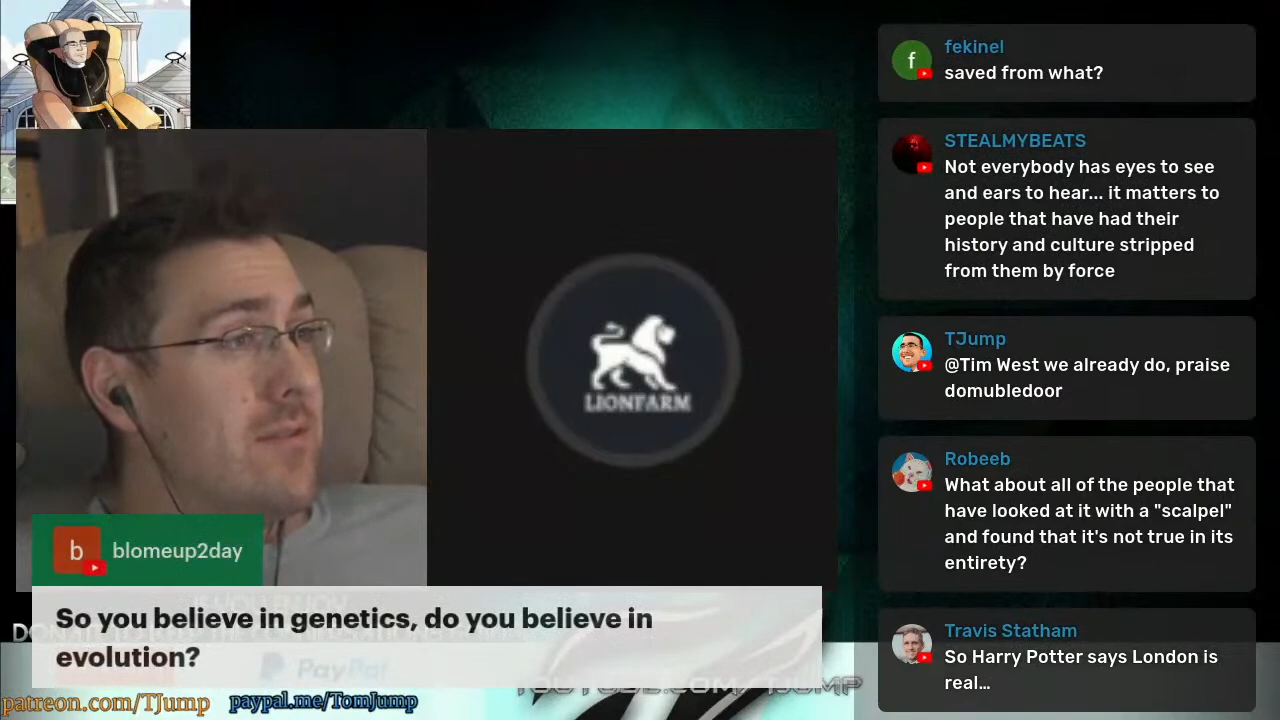 fekinel
saved from what?
STEALMYBEATS
Not everybody has eyes to see
and ears to hear... it matters to
people that have had their
history and culture stripped
from them by force
TJump
@Tim West we already do, praise
domubledoor
Robeeb
What about all of the people that
have looked at it with a "scalpel"
and found that it's not true in its
entirety?
Travis Statham
So Harry Potter says London is
real...
f
LIONFARM
b
blomeup2day
So you believe in genetics, do you believe in
evolution?
PayPal
YOUTUBE.COM/TJUMP
patreon.com/TJump
paypal.me/TomJump